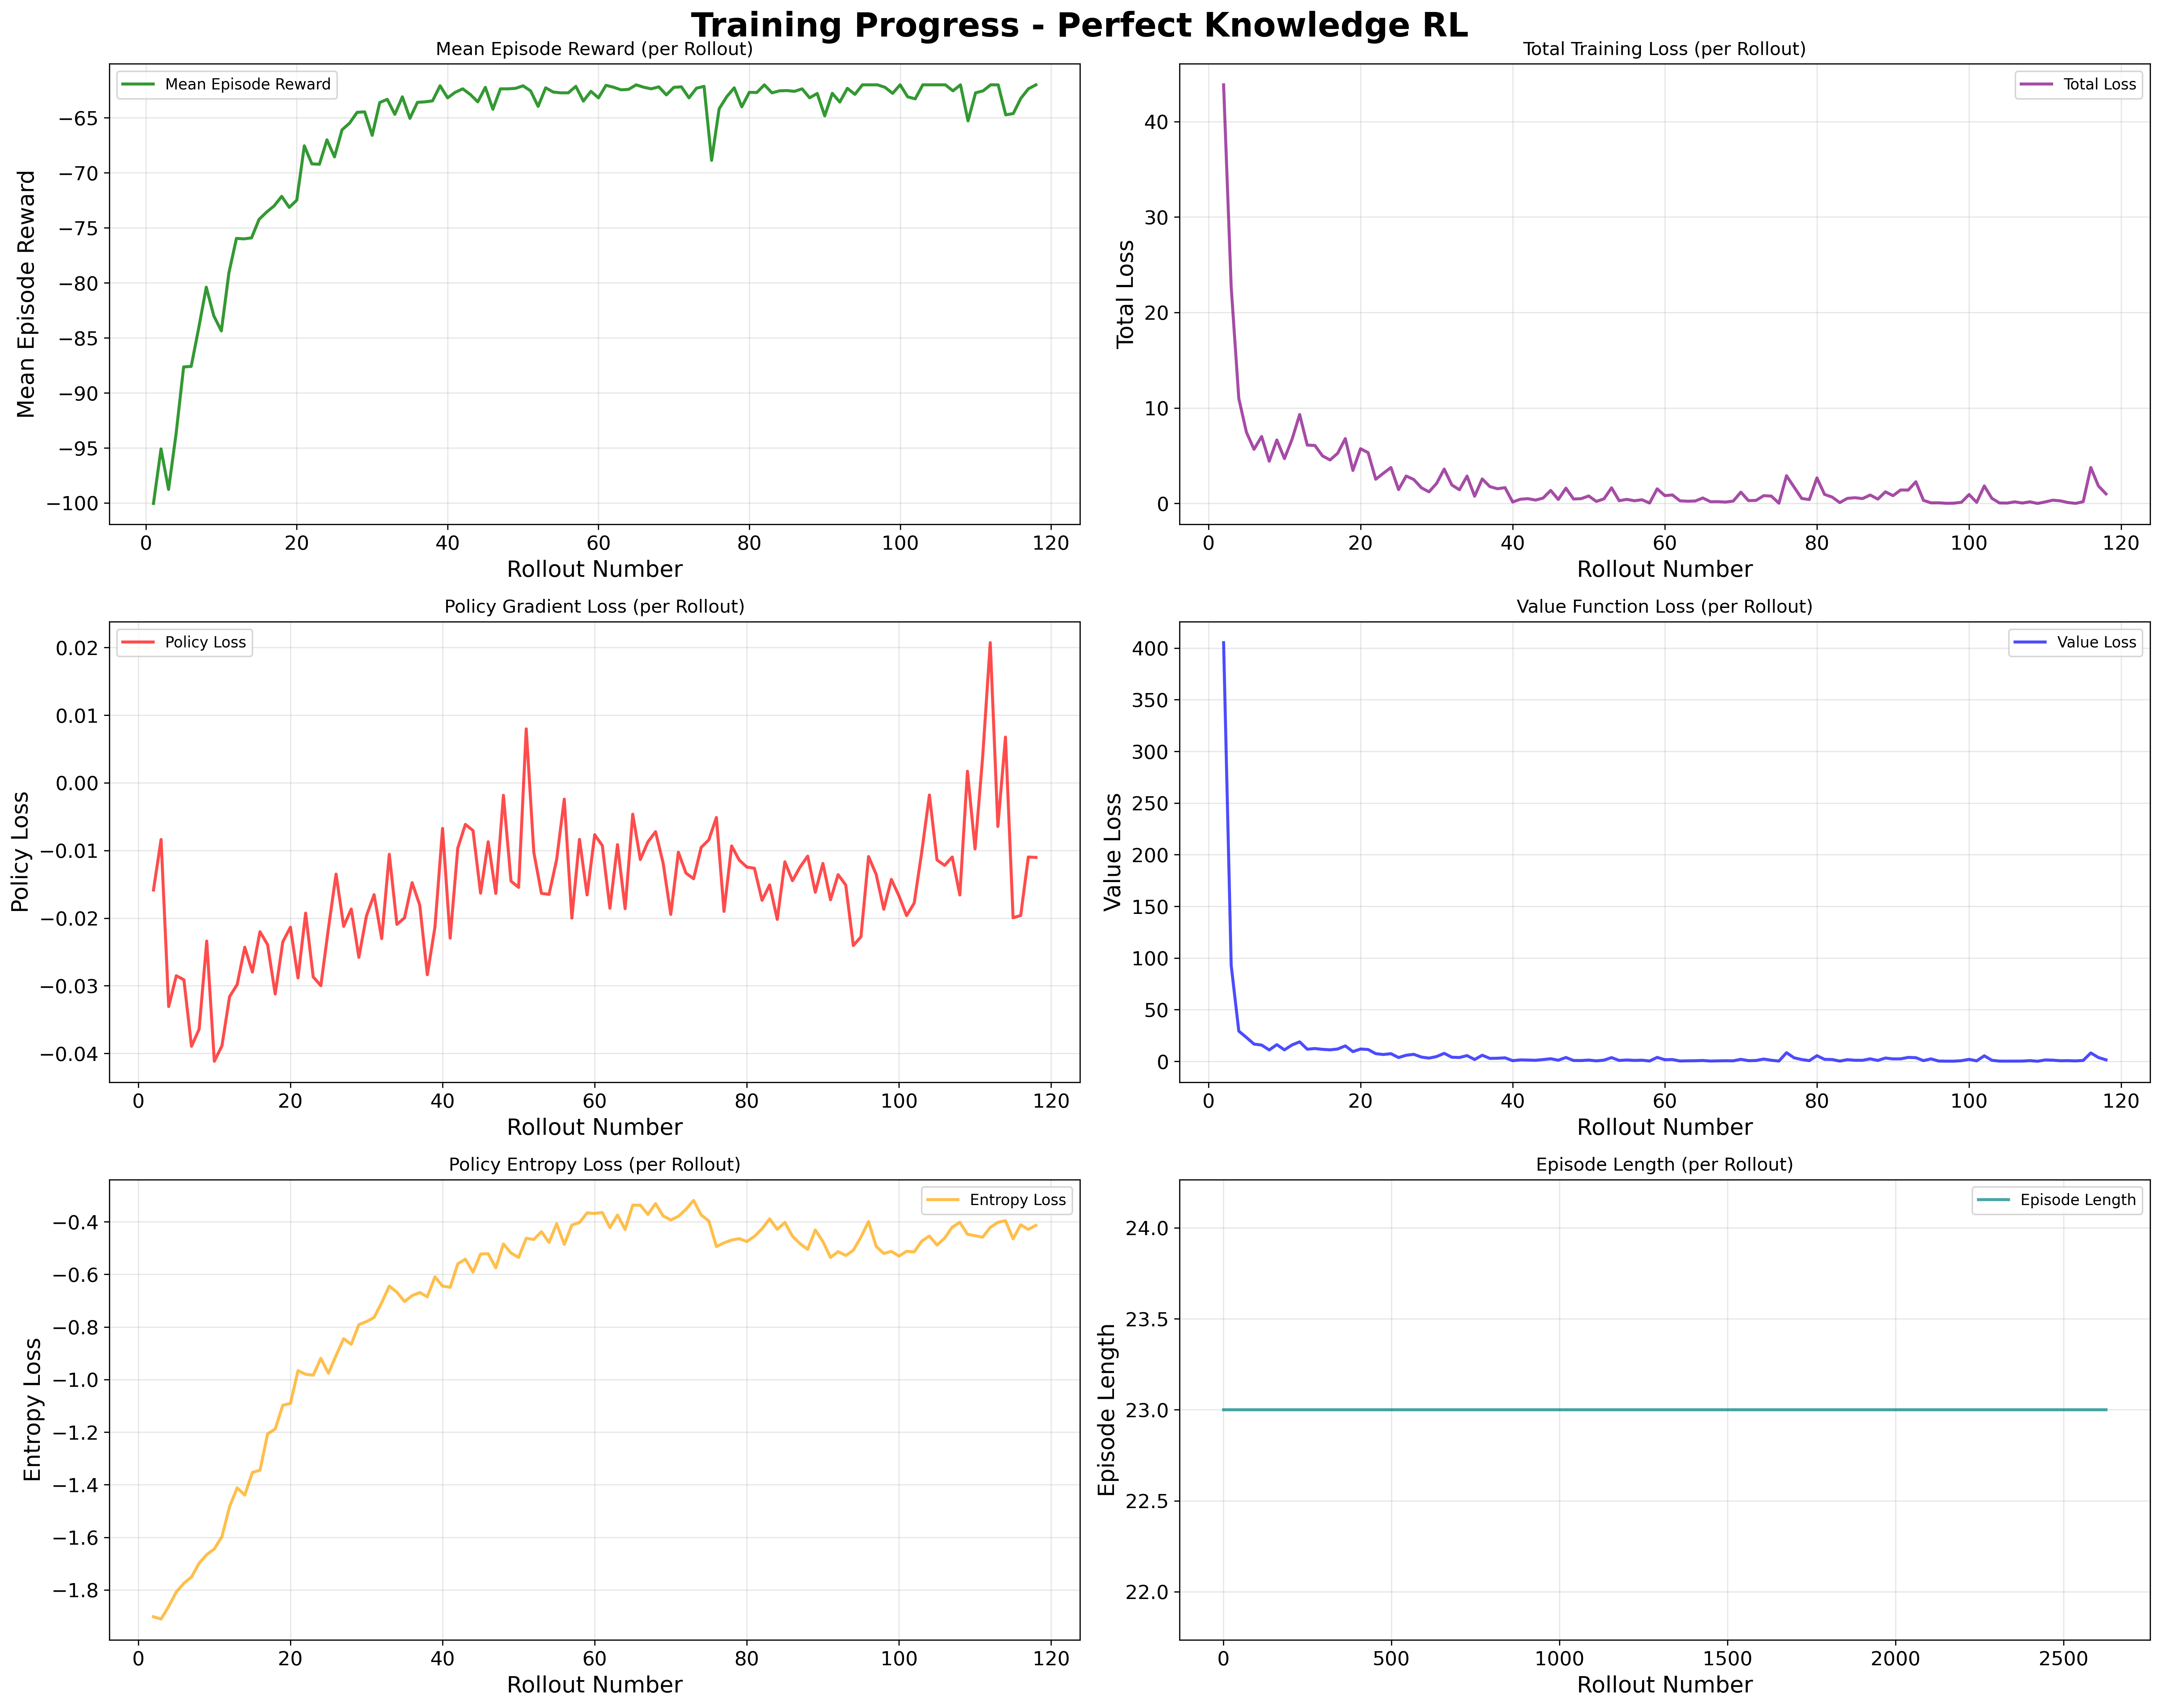 Training Progress - Perfect Knowledge RL
Mean Episode Reward (per Rollout)
Mean Episode Reward
−65
−70
−75
−80
−85
−90
−95
−100
Mean Episode Reward
0 20 40 60 80 100 120
Rollout Number
Total Training Loss (per Rollout)
Total Loss
40
30
20
10
0
Total Loss
0 20 40 60 80 100 120
Rollout Number
Policy Gradient Loss (per Rollout)
Policy Loss
0.02
0.01
0.00
−0.01
−0.02
−0.03
−0.04
Policy Loss
0 20 40 60 80 100 120
Rollout Number
Value Function Loss (per Rollout)
Value Loss
400
350
300
250
200
150
100
50
0
Value Loss
0 20 40 60 80 100 120
Rollout Number
Policy Entropy Loss (per Rollout)
Entropy Loss
−0.4
−0.6
−0.8
−1.0
−1.2
−1.4
−1.6
−1.8
Entropy Loss
0 20 40 60 80 100 120
Rollout Number
Episode Length (per Rollout)
Episode Length
24.0
23.5
23.0
22.5
22.0
Episode Length
0 500 1000 1500 2000 2500
Rollout Number